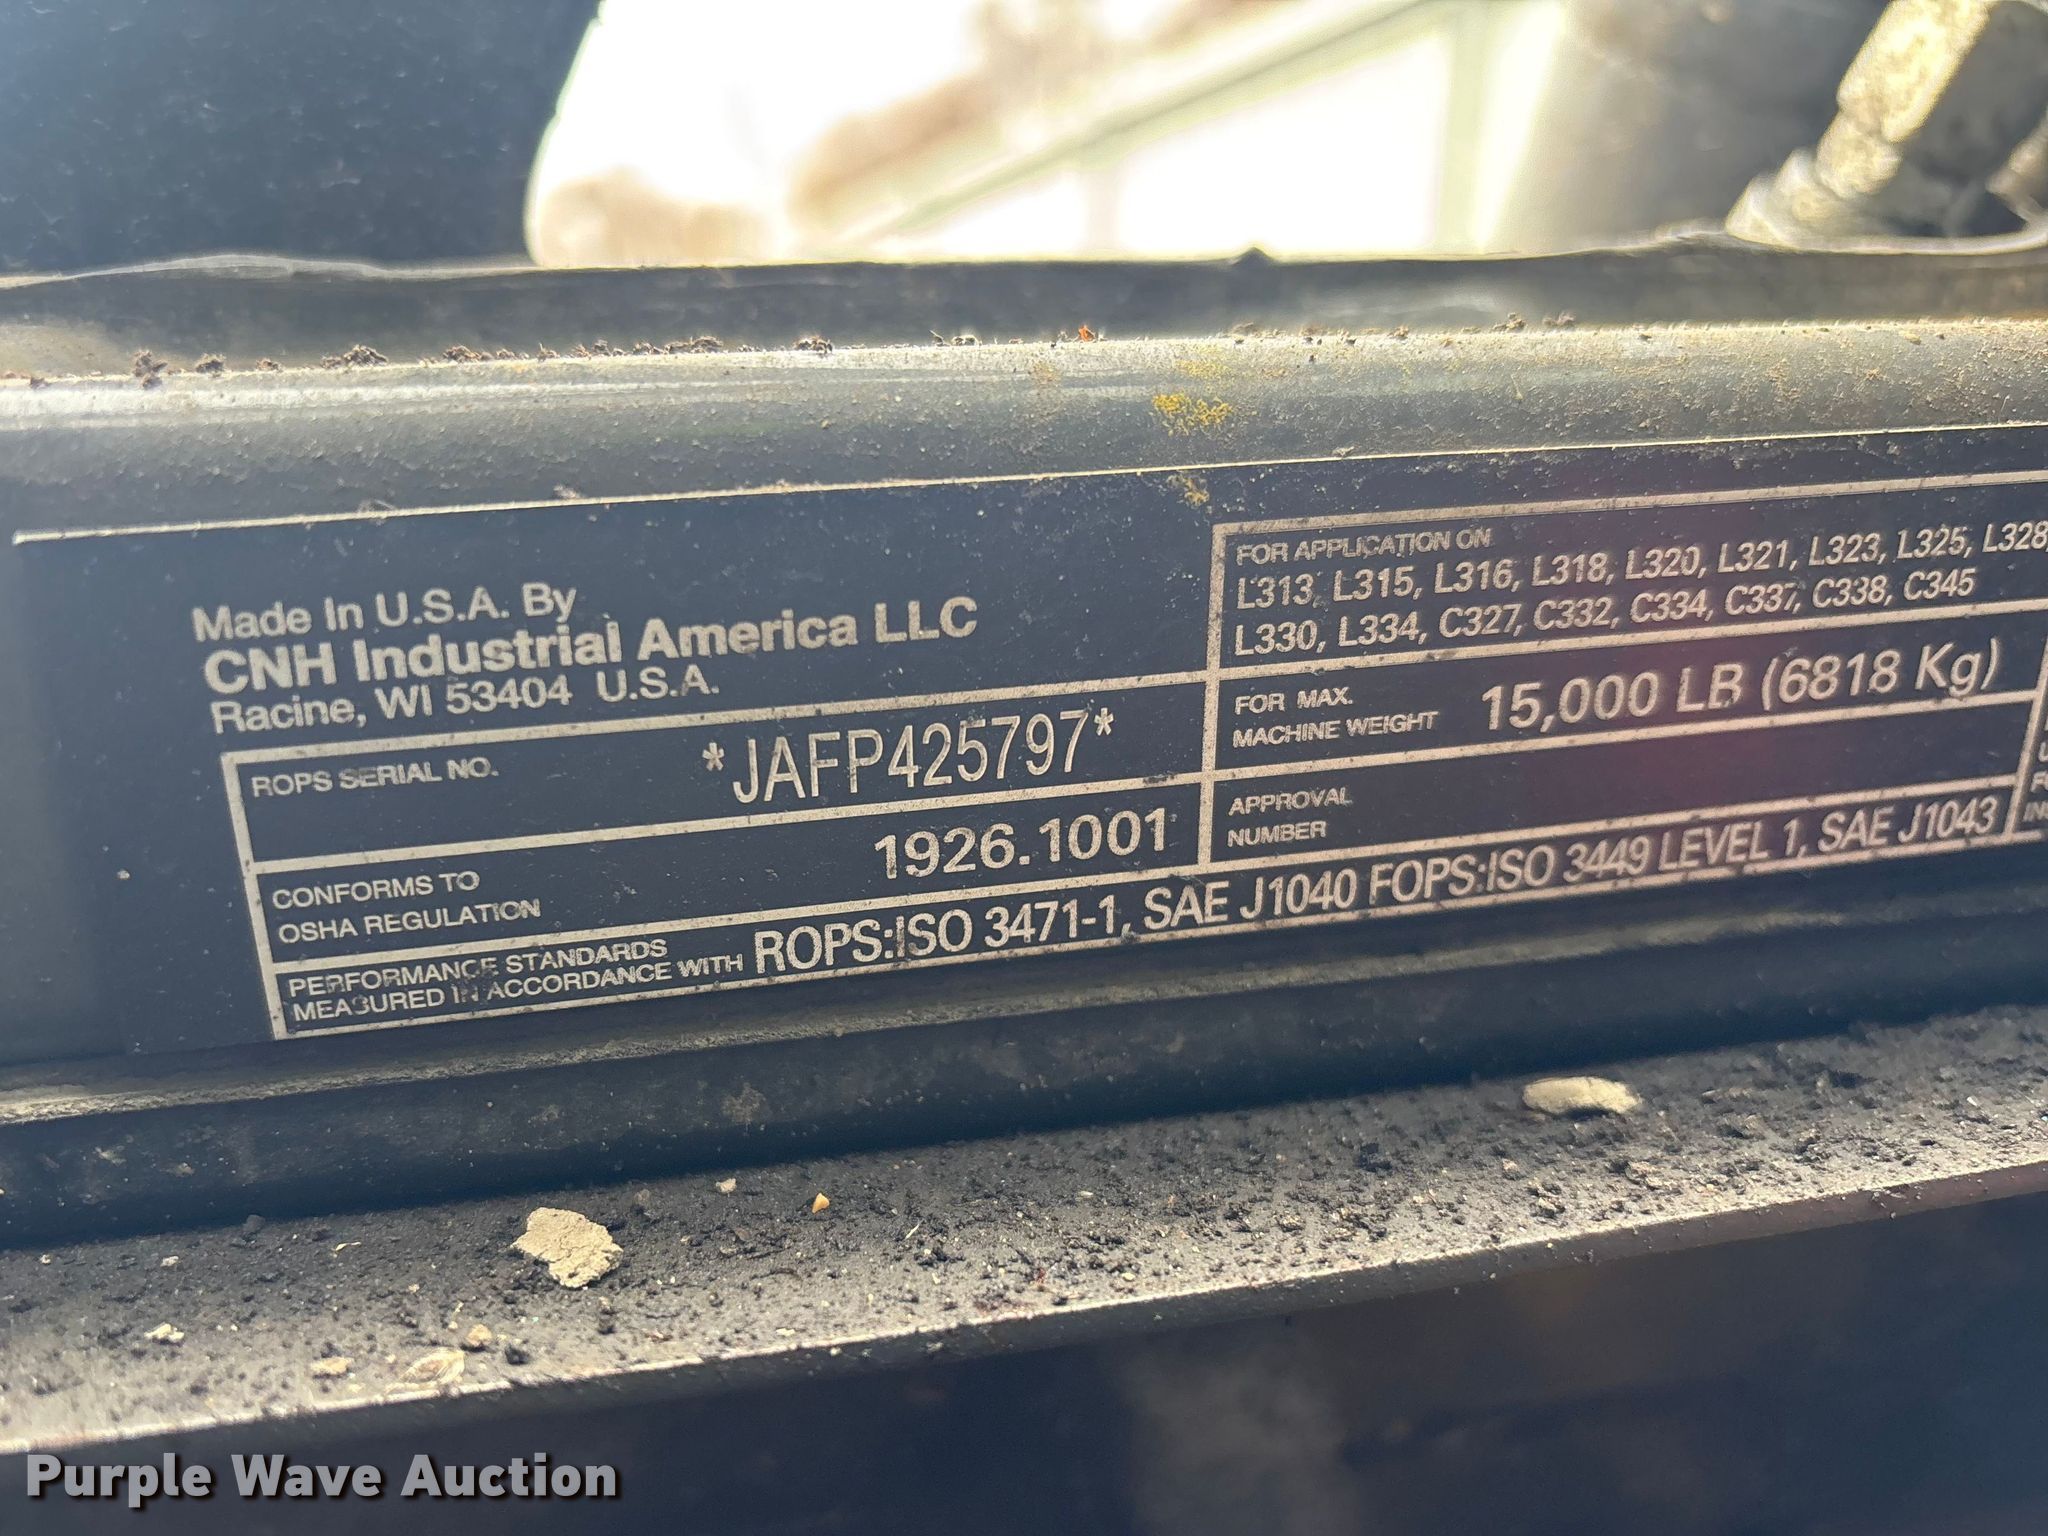 Made In U.S.A. By
CNH Industrial America LLC
Racine, WI 53404 U.S.A.
ROPS SERIAL NO.
*JAFP425797*
CONFORMS TO
OSHA REGULATION
1926.1001
PERFORMANCE STANDARDS
MEASURED IN ACCORDANCE WITH
ROPS:ISO 3471-1, SAE J1040 FOPS:ISO 3449 LEVEL 1, SAE J1043
FOR APPLICATION ON
L313, L315, L316, L318, L320, L321, L323, L325, L328,
L330, L334, C327, C332, C334, C337, C338, C345
FOR MAX.
MACHINE WEIGHT
15,000 LB (6818 Kg)
APPROVAL
NUMBER
Purple Wave Auction